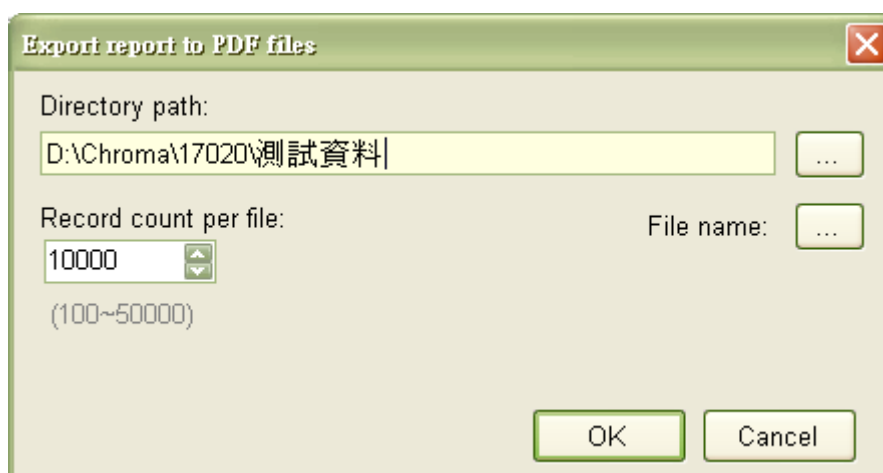 Export report to PDF files
Directory path:
D:\Chroma\17020\測試資料
...
Record count per file:
File name:
...
10000
(100~50000)
OK
Cancel